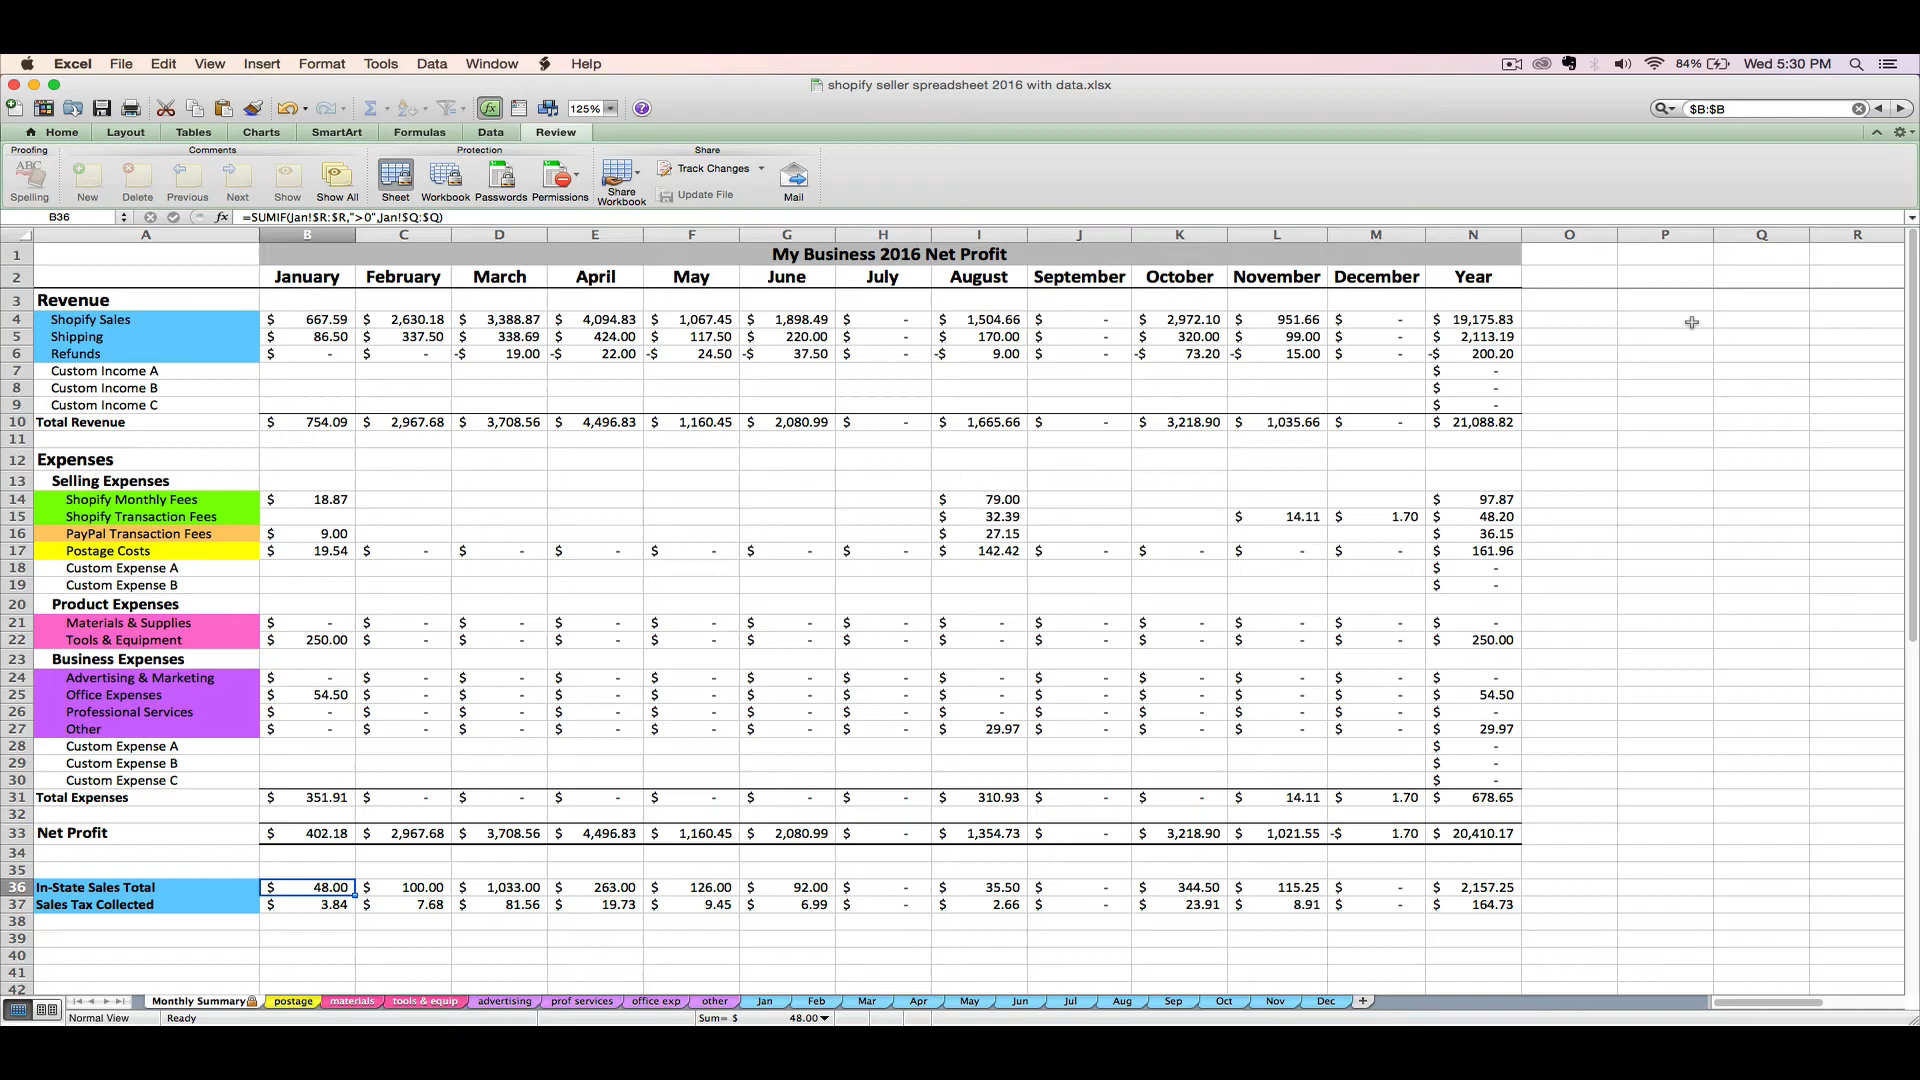 Excel File Edit View Insert Format Tools Data Window Help 84% Wed 5:30 PM
shopify seller spreadsheet 2016 with data.xlsx
125% $B:$B
Home Layout Tables Charts SmartArt Formulas Data Review
Proofing Comments Protection Share
ABC Spelling New Delete Previous Next Show Show All Sheet Workbook Passwords Permissions Share Workbook Track Changes Update File Mail
B36 fx =SUMIF(Jan!$R:$R,">0",Jan!$Q:$Q)
A B C D E F G H I J K L M N O P Q R
1 My Business 2016 Net Profit
2 January February March April May June July August September October November December Year
3 Revenue
4 Shopify Sales $ 667.59 $ 2,630.18 $ 3,388.87 $ 4,094.83 $ 1,067.45 $ 1,898.49 $ - $ 1,504.66 $ - $ 2,972.10 $ 951.66 $ - $ 19,175.83
5 Shipping $ 86.50 $ 337.50 $ 338.69 $ 424.00 $ 117.50 $ 220.00 $ - $ 170.00 $ - $ 320.00 $ 99.00 $ - $ 2,113.19
6 Refunds $ - $ - -$ 19.00 -$ 22.00 -$ 24.50 -$ 37.50 $ - -$ 9.00 $ - -$ 73.20 -$ 15.00 $ - -$ 200.20
7 Custom Income A $ -
8 Custom Income B $ -
9 Custom Income C $ -
10 Total Revenue $ 754.09 $ 2,967.68 $ 3,708.56 $ 4,496.83 $ 1,160.45 $ 2,080.99 $ - $ 1,665.66 $ - $ 3,218.90 $ 1,035.66 $ - $ 21,088.82
11
12 Expenses
13 Selling Expenses
14 Shopify Monthly Fees $ 18.87 $ 79.00 $ 97.87
15 Shopify Transaction Fees $ 32.39 $ 14.11 $ 1.70 $ 48.20
16 PayPal Transaction Fees $ 9.00 $ 27.15 $ 36.15
17 Postage Costs $ 19.54 $ - $ - $ - $ - $ - $ - $ 142.42 $ - $ - $ - $ - $ 161.96
18 Custom Expense A $ -
19 Custom Expense B $ -
20 Product Expenses
21 Materials & Supplies $ - $ - $ - $ - $ - $ - $ - $ - $ - $ - $ - $ - $ -
22 Tools & Equipment $ 250.00 $ - $ - $ - $ - $ - $ - $ - $ - $ - $ - $ - $ 250.00
23 Business Expenses
24 Advertising & Marketing $ - $ - $ - $ - $ - $ - $ - $ - $ - $ - $ - $ - $ -
25 Office Expenses $ 54.50 $ - $ - $ - $ - $ - $ - $ - $ - $ - $ - $ - $ 54.50
26 Professional Services $ - $ - $ - $ - $ - $ - $ - $ - $ - $ - $ - $ - $ -
27 Other $ - $ - $ - $ - $ - $ - $ - $ 29.97 $ - $ - $ - $ - $ 29.97
28 Custom Expense A $ -
29 Custom Expense B $ -
30 Custom Expense C $ -
31 Total Expenses $ 351.91 $ - $ - $ - $ - $ - $ - $ 310.93 $ - $ - $ 14.11 $ 1.70 $ 678.65
32
33 Net Profit $ 402.18 $ 2,967.68 $ 3,708.56 $ 4,496.83 $ 1,160.45 $ 2,080.99 $ - $ 1,354.73 $ - $ 3,218.90 $ 1,021.55 -$ 1.70 $ 20,410.17
34
35
36 In-State Sales Total $ 48.00 $ 100.00 $ 1,033.00 $ 263.00 $ 126.00 $ 92.00 $ - $ 35.50 $ - $ 344.50 $ 115.25 $ - $ 2,157.25
37 Sales Tax Collected $ 3.84 $ 7.68 $ 81.56 $ 19.73 $ 9.45 $ 6.99 $ - $ 2.66 $ - $ 23.91 $ 8.91 $ - $ 164.73
38
39
40
41
42
Monthly Summary postage materials tools & equip advertising prof services office exp other Jan Feb Mar Apr May Jun Jul Aug Sep Oct Nov Dec +
Normal View Ready Sum= $ 48.00